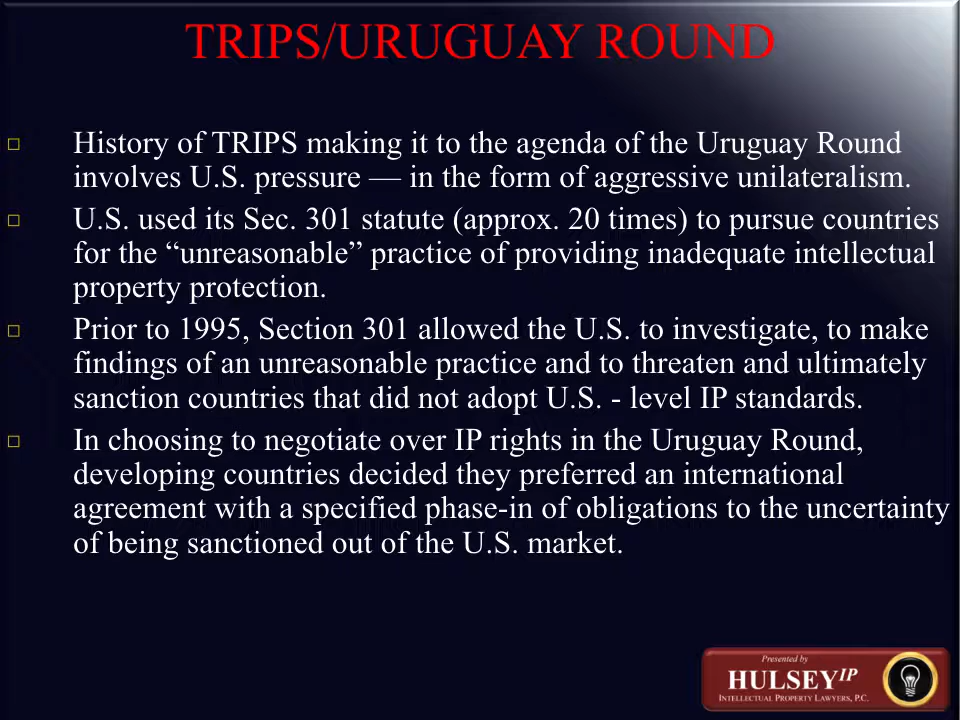 TRIPS/URUGUAY ROUND
History of TRIPS making it to the agenda of the Uruguay Round
involves U.S. pressure — in the form of aggressive unilateralism.
U.S. used its Sec. 301 statute (approx. 20 times) to pursue countries
for the “unreasonable” practice of providing inadequate intellectual
property protection.
Prior to 1995, Section 301 allowed the U.S. to investigate, to make
findings of an unreasonable practice and to threaten and ultimately
sanction countries that did not adopt U.S. - level IP standards.
In choosing to negotiate over IP rights in the Uruguay Round,
developing countries decided they preferred an international
agreement with a specified phase-in of obligations to the uncertainty
of being sanctioned out of the U.S. market.
Presented by
HULSEY IP
INTELLECTUAL PROPERTY LAWYERS, P.C.